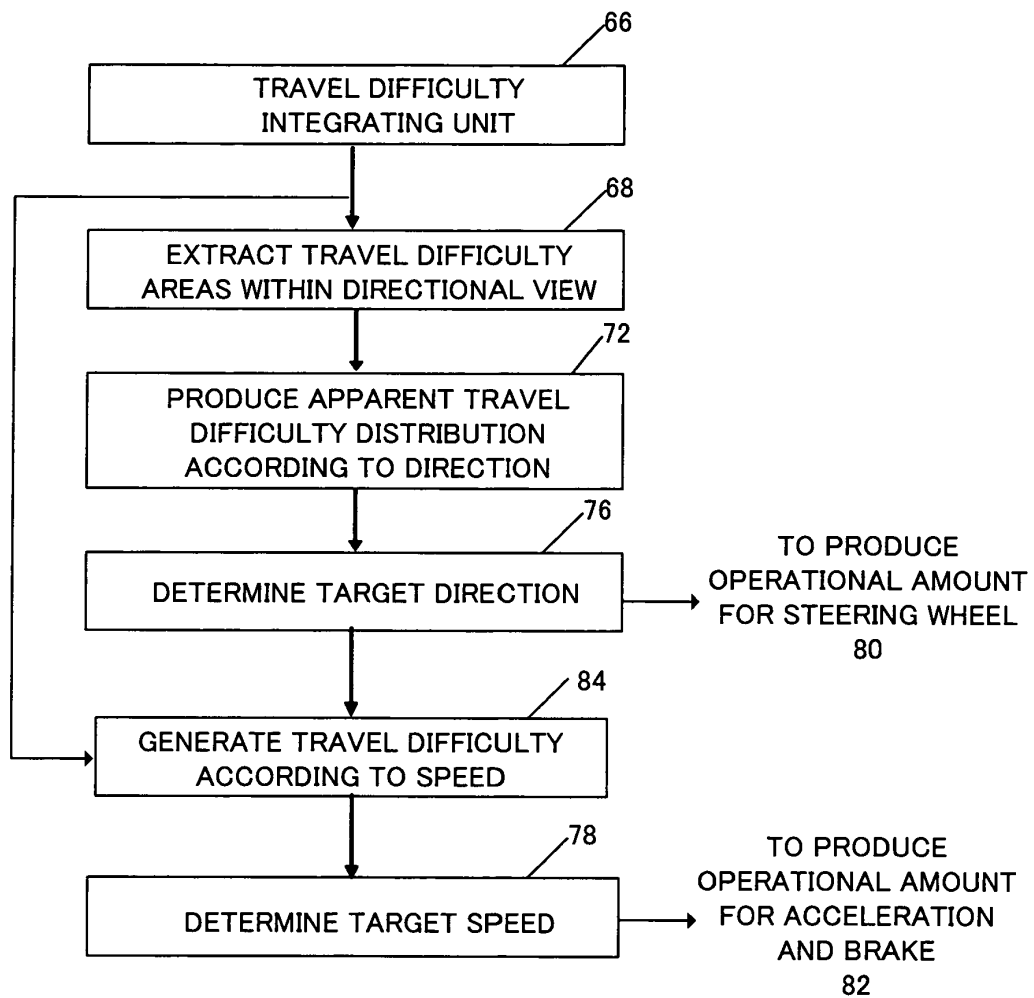 66
TRAVEL DIFFICULTY
INTEGRATING UNIT
68
EXTRACT TRAVEL DIFFICULTY
AREAS WITHIN DIRECTIONAL VIEW
72
PRODUCE APPARENT TRAVEL
DIFFICULTY DISTRIBUTION
ACCORDING TO DIRECTION
76
DETERMINE TARGET DIRECTION
TO PRODUCE
OPERATIONAL AMOUNT
FOR STEERING WHEEL
80
84
GENERATE TRAVEL DIFFICULTY
ACCORDING TO SPEED
78
DETERMINE TARGET SPEED
TO PRODUCE
OPERATIONAL AMOUNT
FOR ACCELERATION
AND BRAKE
82